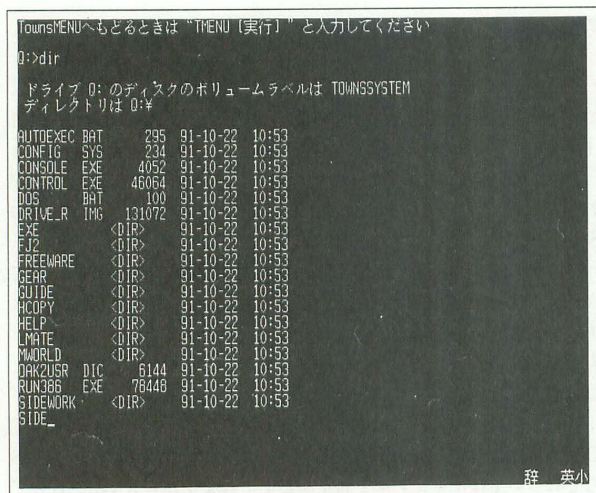 TownsMENUへもどるときは “TMENU [実行] ” と入力してください
Q:>dir
ドライブ Q: のディスクのボリュームラベルは TOWNSSYSTEM
ディレクトリは Q:¥
AUTOEXEC BAT 295 91-10-22 10:53
CONFIG SYS 234 91-10-22 10:53
CONSOLE EXE 4052 91-10-22 10:53
CONTROL EXE 46064 91-10-22 10:53
DOS BAT 100 91-10-22 10:53
DRIVE_R IMG 131072 91-10-22 10:53
EXE <DIR> 91-10-22 10:53
FJ2 <DIR> 91-10-22 10:53
FREEWARE <DIR> 91-10-22 10:53
GEAR <DIR> 91-10-22 10:53
GUIDE <DIR> 91-10-22 10:53
HCOPY <DIR> 91-10-22 10:53
HELP <DIR> 91-10-22 10:53
LMATE <DIR> 91-10-22 10:53
MWORLD <DIR> 91-10-22 10:53
OAK2USR DIC 6144 91-10-22 10:53
RUN386 EXE 78448 91-10-22 10:53
SIDEWORK <DIR> 91-10-22 10:53
SIDE_
辞 英小